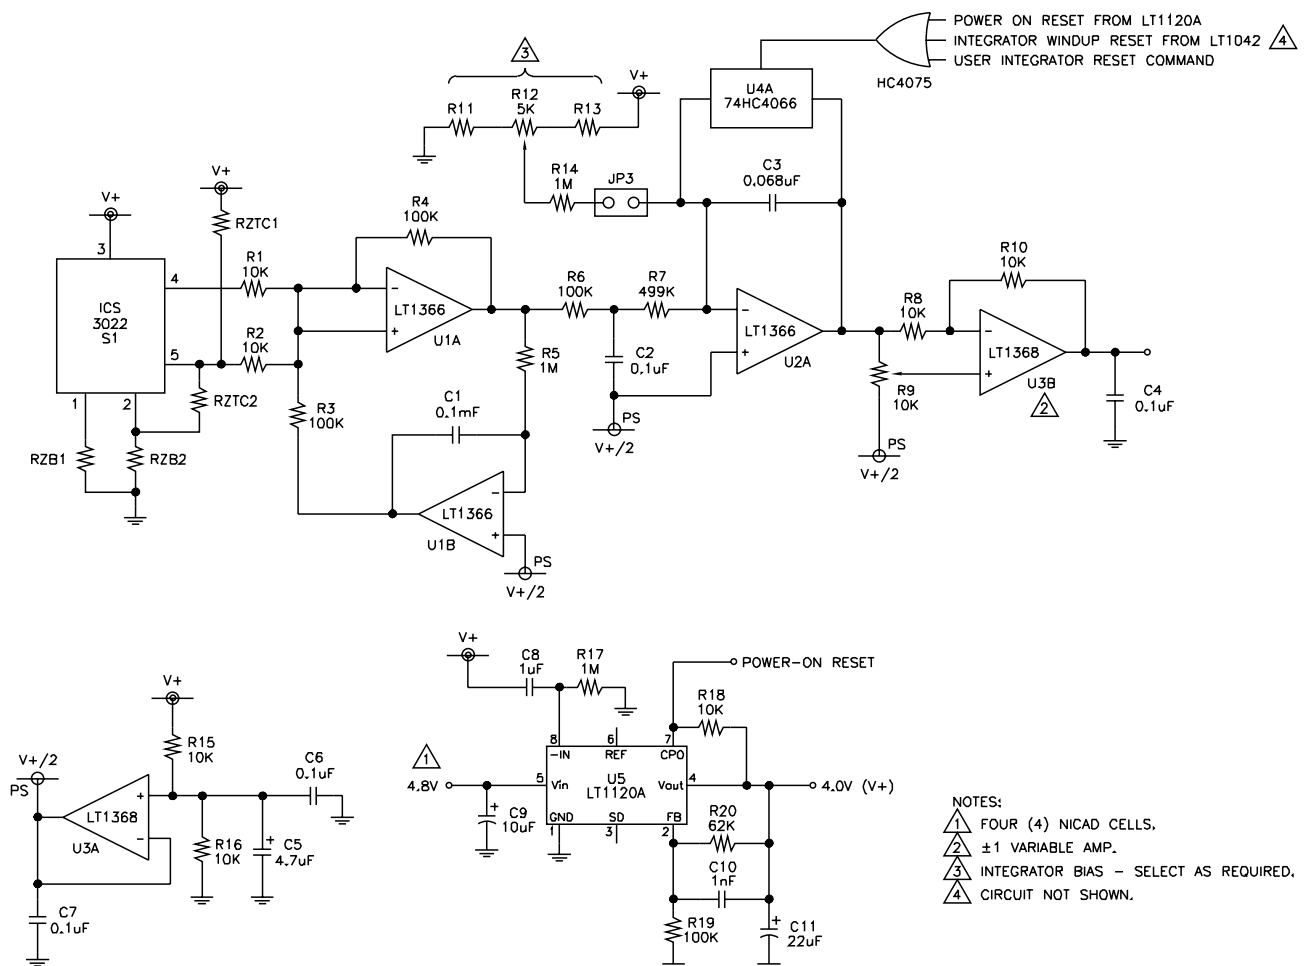 POWER ON RESET FROM LT1120A
INTEGRATOR WINDUP RESET FROM LT1042 4
USER INTEGRATOR RESET COMMAND
HC4075
U4A
74HC4066
3
V+
R11
R12
5K
R13
R14
1M
JP3
C3
0.068uF
V+
V+
RZTC1
R4
100K
3
4
R1
10K
ICS
3022
S1
5
R2
10K
1
2
RZTC2
RZB1
RZB2
R3
100K
−
+
LT1366
U1A
R6
100K
R7
499K
R5
1M
C2
0.1uF
PS
V+/2
C1
0.1mF
−
+
LT1366
U1B
PS
V+/2
−
+
LT1366
U2A
R8
10K
R10
10K
R9
10K
PS
V+/2
−
+
LT1368
U3B
2
C4
0.1uF
V+
R15
10K
V+/2
PS
+
−
LT1368
U3A
C6
0.1uF
R16
10K
+
C5
4.7uF
C7
0.1uF
V+
C8
1uF
R17
1M
POWER-ON RESET
R18
10K
1
4.8V
8
6
7
-IN
REF
CPO
5
Vin
U5
LT1120A
Vout
4
4.0V (V+)
GND
SD
FB
1
3
2
+
C9
10uF
R20
62K
C10
1nF
R19
100K
+
C11
22uF
NOTES:
1 FOUR (4) NICAD CELLS.
2 ±1 VARIABLE AMP.
3 INTEGRATOR BIAS – SELECT AS REQUIRED.
4 CIRCUIT NOT SHOWN.